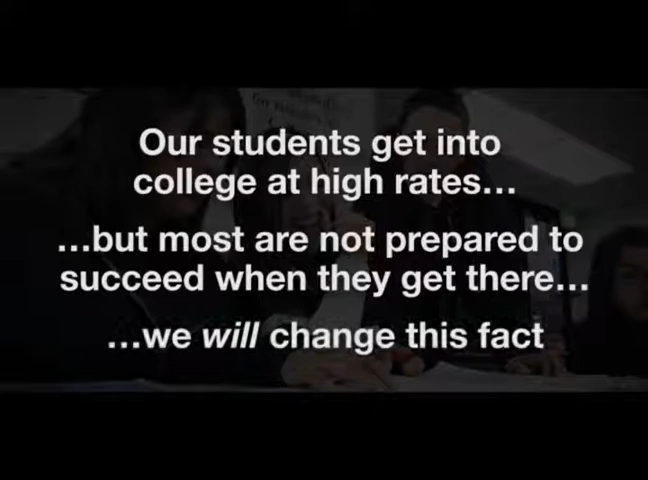 Our students get into
college at high rates...
...but most are not prepared to
succeed when they get there...
...we will change this fact